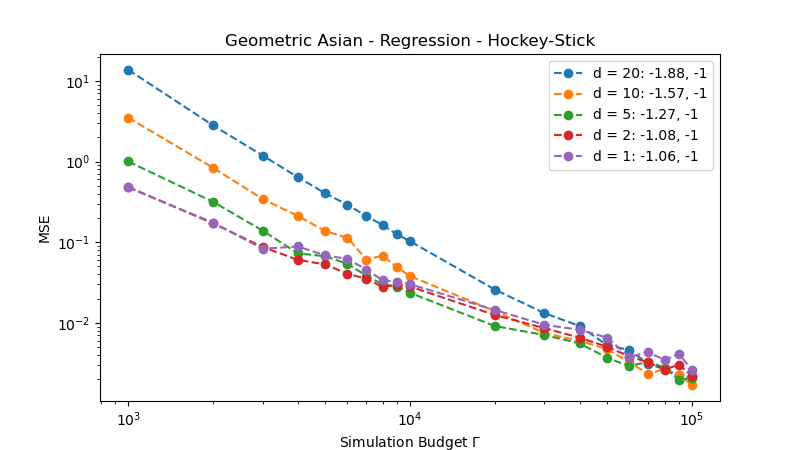 Geometric Asian - Regression - Hockey-Stick
d = 20: -1.88, -1
d = 10: -1.57, -1
d = 5: -1.27, -1
d = 2: -1.08, -1
d = 1: -1.06, -1
MSE
10¹
10⁰
10⁻¹
10⁻²
10³ 10⁴ 10⁵
Simulation Budget Γ